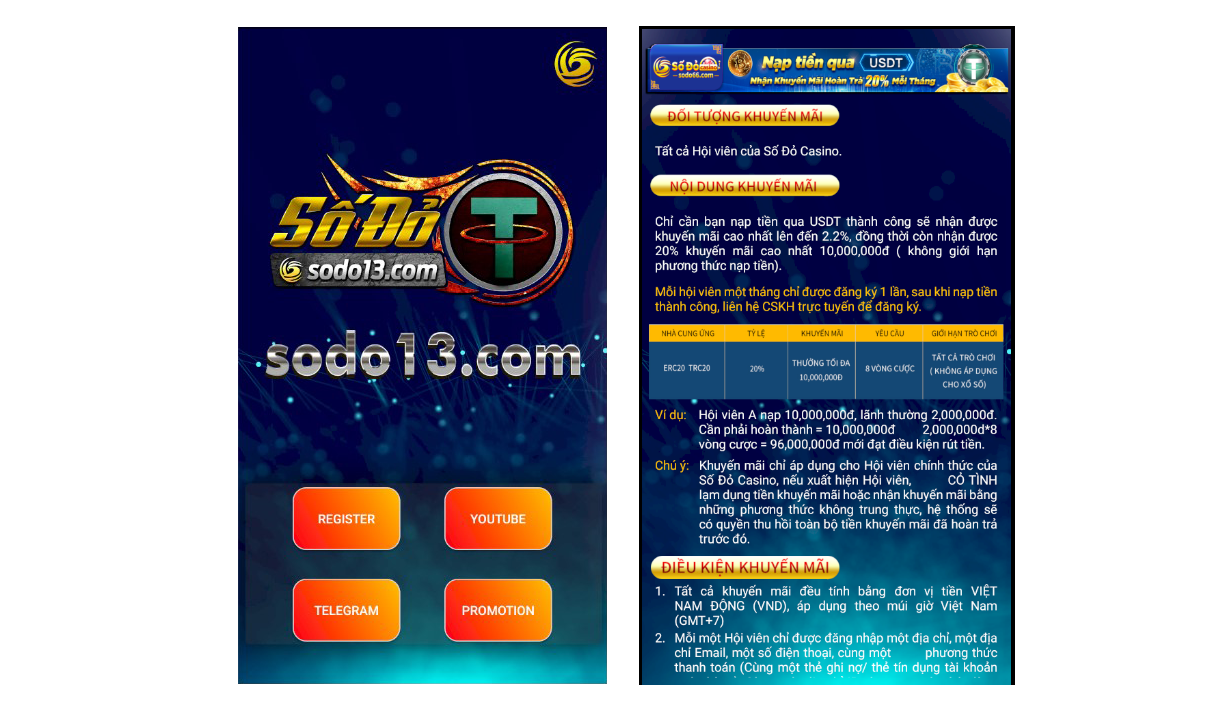 Số Đỏ
sodo13.com
sodo13.com
REGISTER
YOUTUBE
TELEGRAM
PROMOTION
Số Đỏ CASINO
sodo66.com
Nạp tiền qua USDT
Nhận Khuyến Mãi Hoàn Trả 20% Mỗi Tháng
ĐỐI TƯỢNG KHUYẾN MÃI
Tất cả Hội viên của Số Đỏ Casino.
NỘI DUNG KHUYẾN MÃI
Chỉ cần bạn nạp tiền qua USDT thành công sẽ nhận được
khuyến mãi cao nhất lên đến 2.2%, đồng thời còn nhận được
20% khuyến mãi cao nhất 10,000,000đ ( không giới hạn
phương thức nạp tiền).
Mỗi hội viên một tháng chỉ được đăng ký 1 lần, sau khi nạp tiền
thành công, liên hệ CSKH trực tuyến để đăng ký.
NHÀ CUNG ỨNG TỶ LỆ KHUYẾN MÃI YÊU CẦU GIỚI HẠN TRÒ CHƠI
ERC20 TRC20 20% THƯỞNG TỐI ĐA 10,000,000Đ 8 VÒNG CƯỢC TẤT CẢ TRÒ CHƠI ( KHÔNG ÁP DỤNG CHO XỔ SỐ)
Ví dụ: Hội viên A nạp 10,000,000đ, lãnh thường 2,000,000đ.
Cần phải hoàn thành = 10,000,000đ 2,000,000d*8
vòng cược = 96,000,000đ mới đạt điều kiện rút tiền.
Chú ý: Khuyến mãi chỉ áp dụng cho Hội viên chính thức của
Số Đỏ Casino, nếu xuất hiện Hội viên, CỐ TÌNH
lạm dụng tiền khuyến mãi hoặc nhận khuyến mãi bằng
những phương thức không trung thực, hệ thống sẽ
có quyền thu hồi toàn bộ tiền khuyến mãi đã hoàn trả
trước đó.
ĐIỀU KIỆN KHUYẾN MÃI
1. Tất cả khuyến mãi đều tính bằng đơn vị tiền VIỆT
NAM ĐỘNG (VND), áp dụng theo múi giờ Việt Nam
(GMT+7)
2. Mỗi một Hội viên chỉ được đăng nhập một địa chỉ, một địa
chỉ Email, một số điện thoại, cùng một phương thức
thanh toán (Cùng một thẻ ghi nợ/ thẻ tín dụng tài khoản